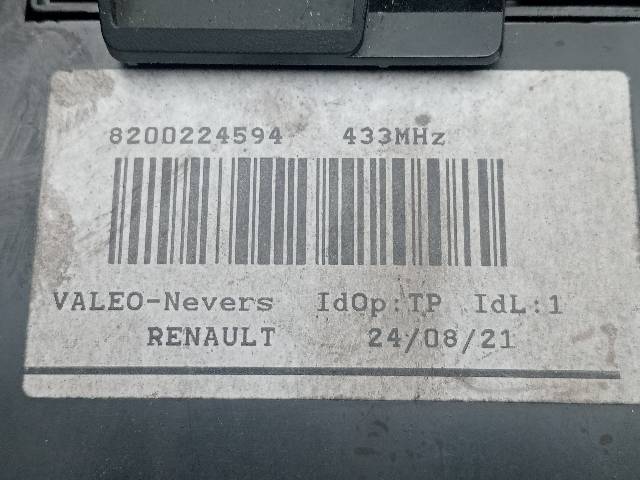 8200224594 433MHz
VALEO-Nevers IdOp:TP IdL:1
RENAULT 24/08/21